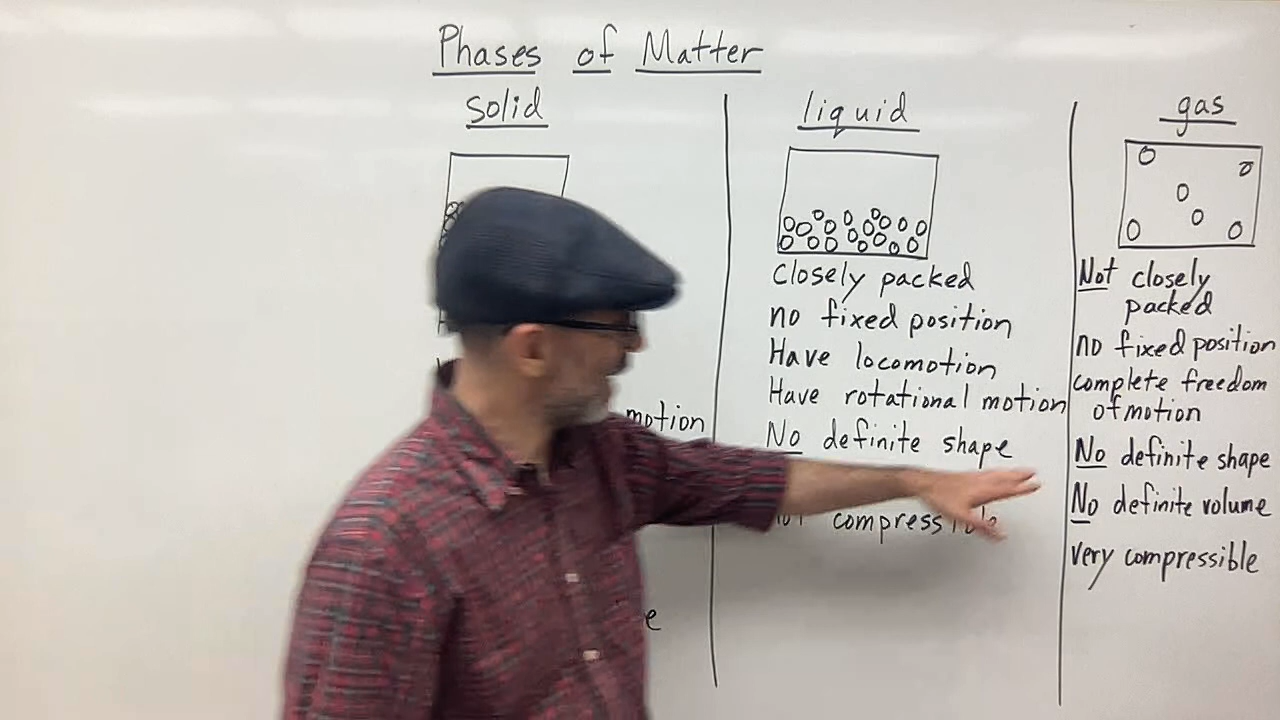 Phases of Matter
solid
motion
e
liquid
closely packed
no fixed position
Have locomotion
Have rotational motion
No definite shape
compressible
gas
Not closely
packed
no fixed position
complete freedom
of motion
No definite shape
No definite volume
very compressible